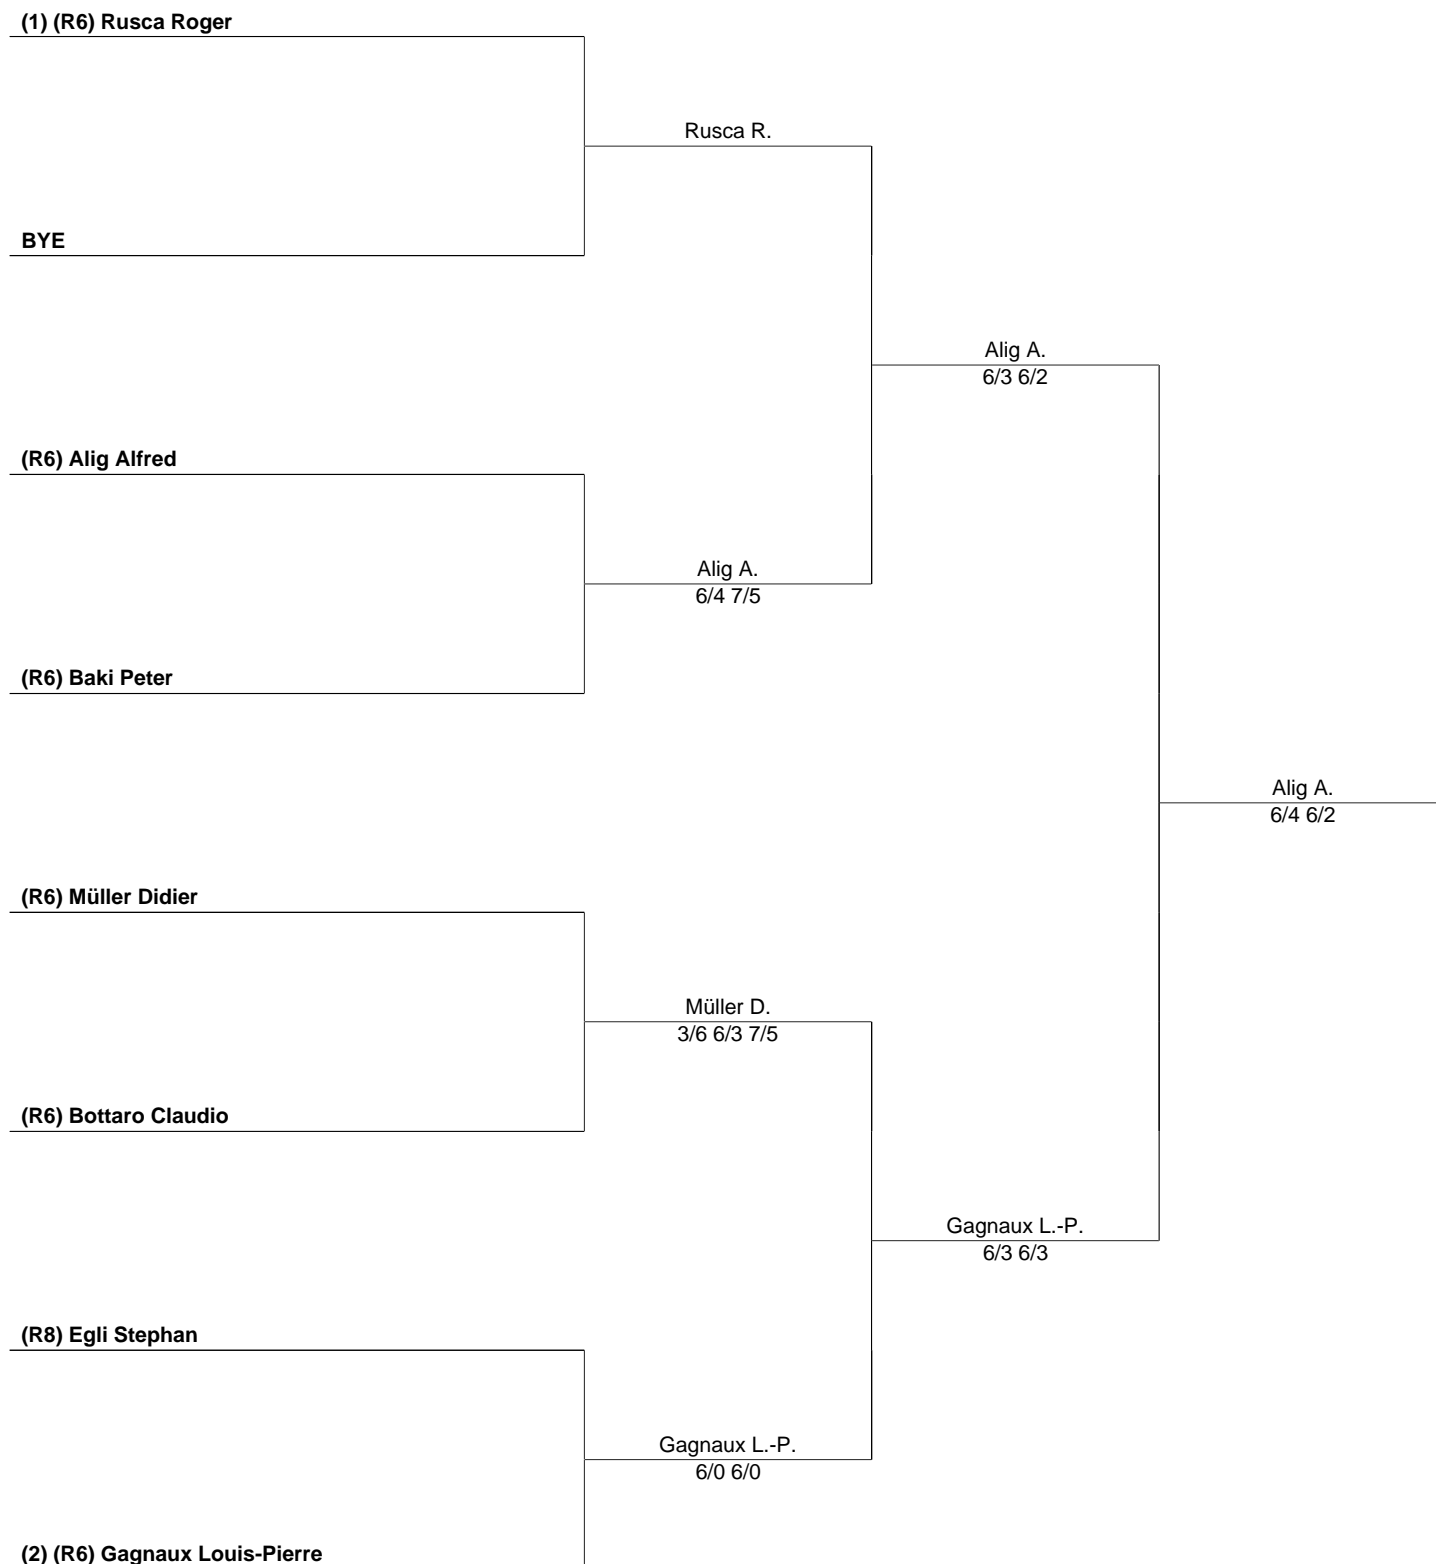 (1) (R6) Rusca Roger
Rusca R.
BYE
Alig A.
6/3 6/2
(R6) Alig Alfred
Alig A.
6/4 7/5
(R6) Baki Peter
Alig A.
6/4 6/2
(R6) Müller Didier
Müller D.
3/6 6/3 7/5
(R6) Bottaro Claudio
Gagnaux L.-P.
6/3 6/3
(R8) Egli Stephan
Gagnaux L.-P.
6/0 6/0
(2) (R6) Gagnaux Louis-Pierre